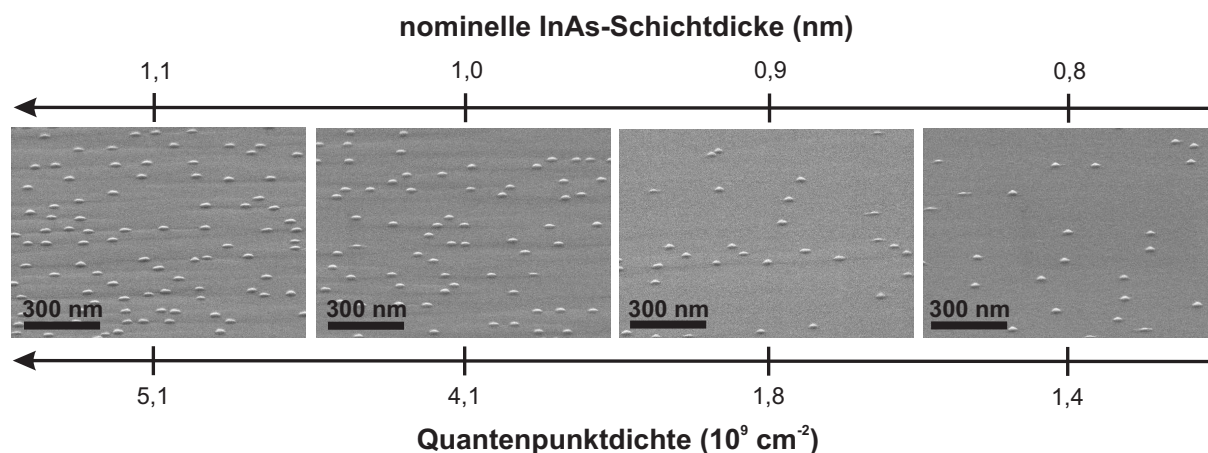 nominelle InAs-Schichtdicke (nm)
1,1 1,0 0,9 0,8
300 nm 300 nm 300 nm 300 nm
5,1 4,1 1,8 1,4
Quantenpunktdichte (10⁹ cm⁻²)